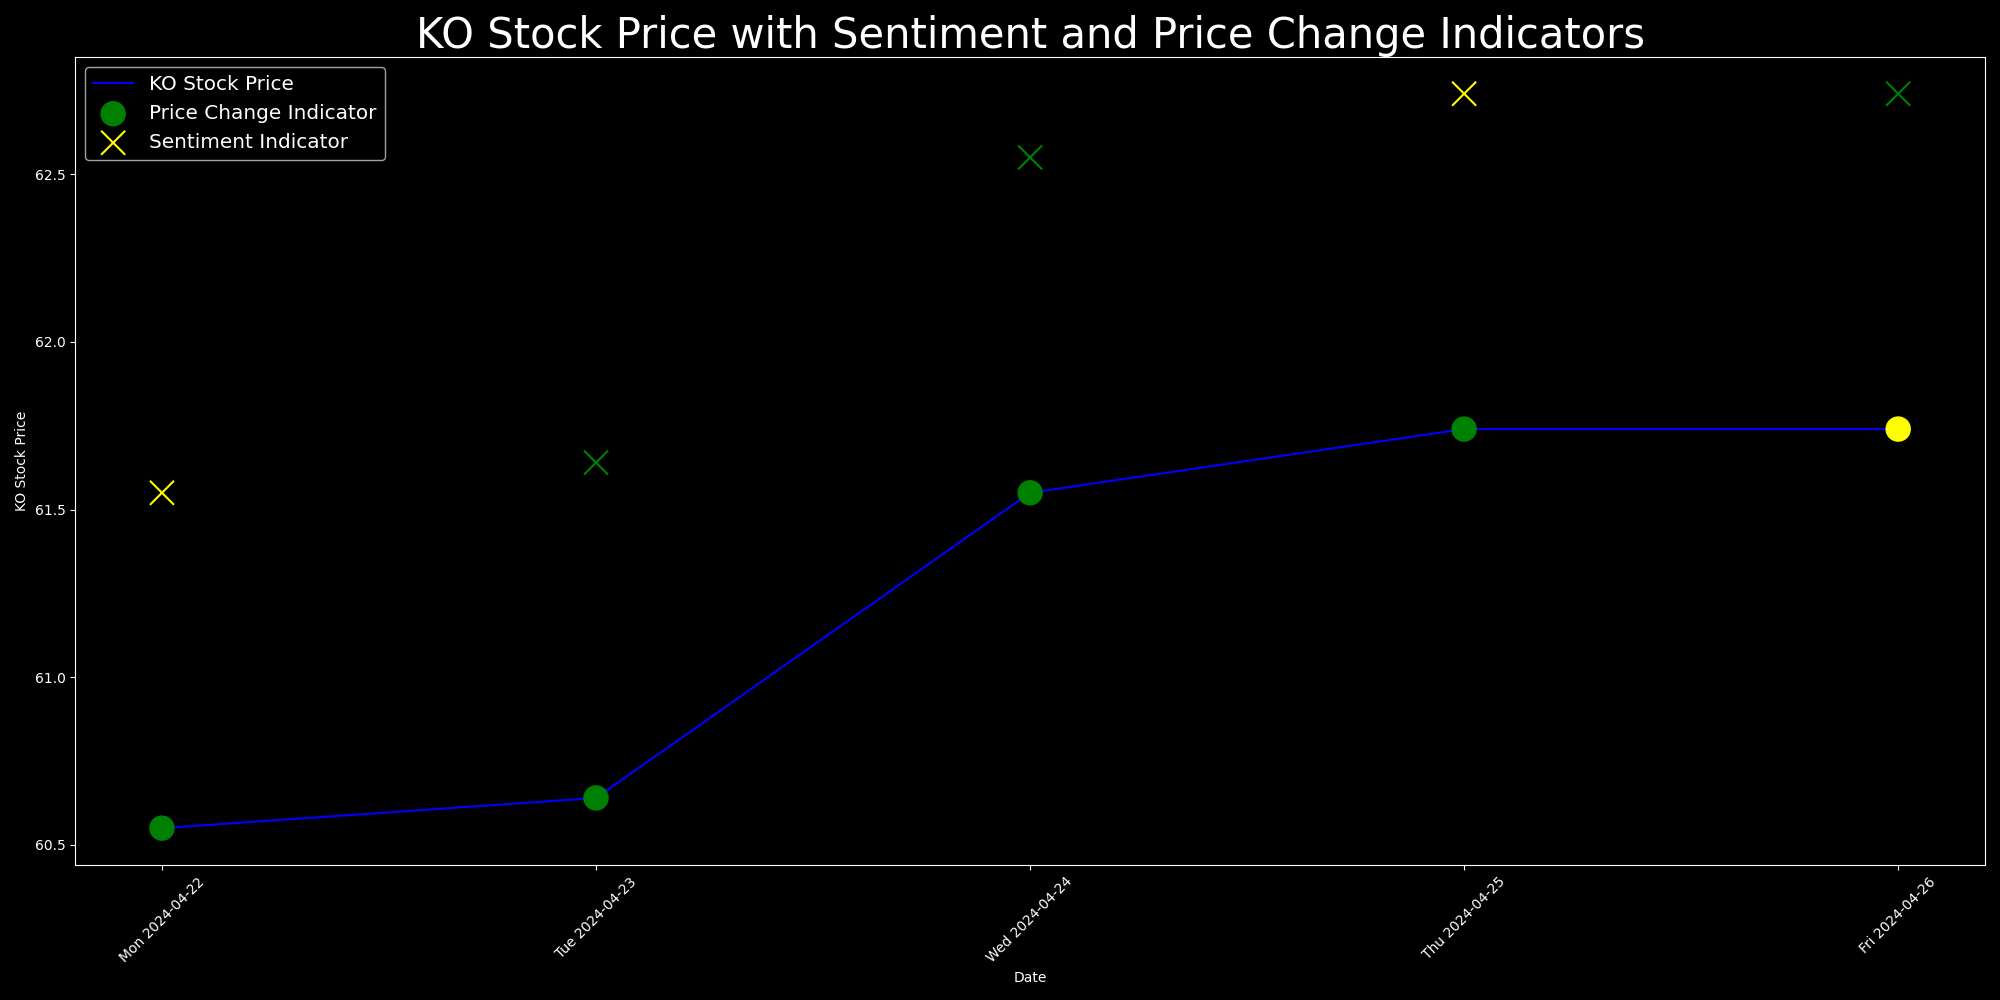 KO Stock Price with Sentiment and Price Change Indicators
KO Stock Price
Price Change Indicator
Sentiment Indicator
KO Stock Price
62.5
62.0
61.5
61.0
60.5
Mon 2024-04-22
Tue 2024-04-23
Wed 2024-04-24
Thu 2024-04-25
Fri 2024-04-26
Date